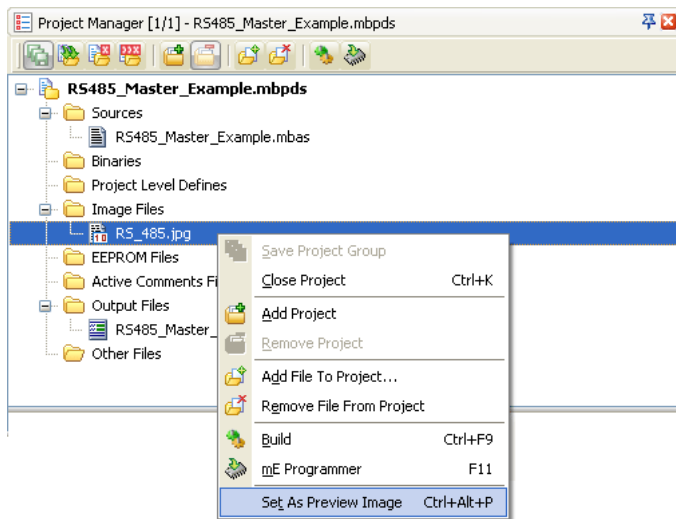 Project Manager [1/1] - RS485_Master_Example.mbpds
RS485_Master_Example.mbpds
Sources
RS485_Master_Example.mbas
Binaries
Project Level Defines
Image Files
RS_485.jpg
EEPROM Files
Active Comments Fi
Output Files
RS485_Master_
Other Files
Save Project Group
Close Project Ctrl+K
Add Project
Remove Project
Add File To Project...
Remove File From Project
Build Ctrl+F9
mE Programmer F11
Set As Preview Image Ctrl+Alt+P